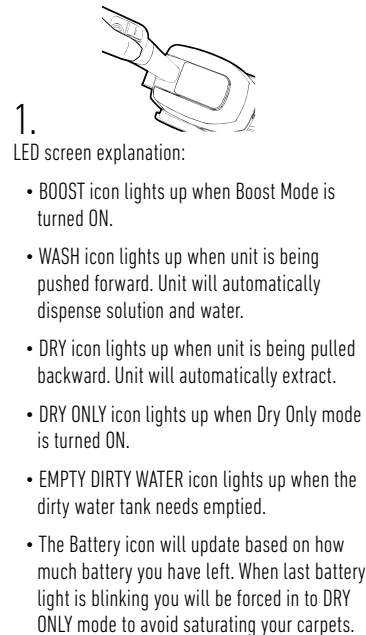 1.
LED screen explanation:
• BOOST icon lights up when Boost Mode is
turned ON.
• WASH icon lights up when unit is being
pushed forward. Unit will automatically
dispense solution and water.
• DRY icon lights up when unit is being pulled
backward. Unit will automatically extract.
• DRY ONLY icon lights up when Dry Only mode
is turned ON.
• EMPTY DIRTY WATER icon lights up when the
dirty water tank needs emptied.
• The Battery icon will update based on how
much battery you have left. When last battery
light is blinking you will be forced in to DRY
ONLY mode to avoid saturating your carpets.